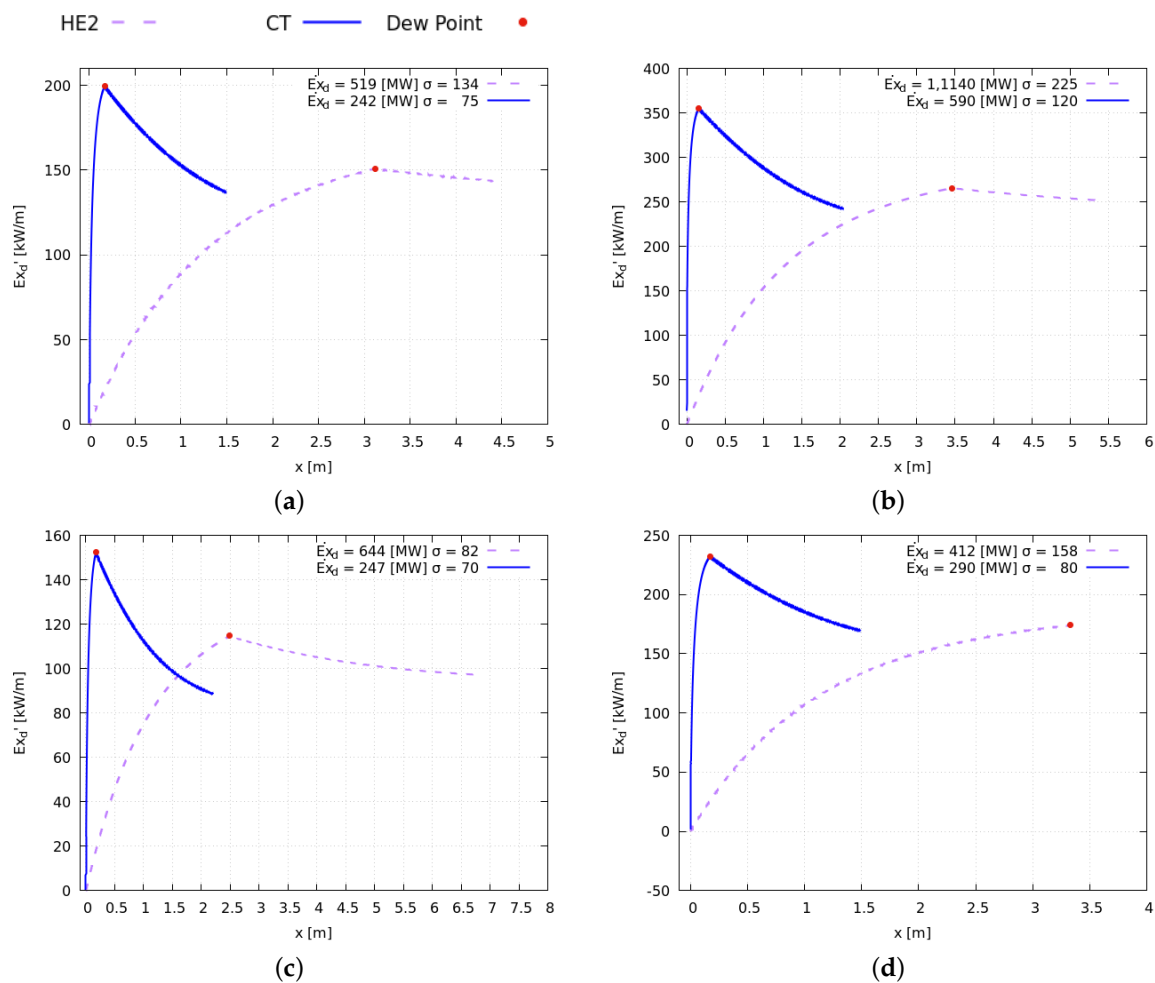 HE2 CT Dew Point
Ėx_d = 519 [MW] σ = 134
Ėx_d = 242 [MW] σ = 75
200
150
100
50
0
Ex_d' [kW/m]
0 0.5 1 1.5 2 2.5 3 3.5 4 4.5 5
x [m]
(a)
Ėx_d = 1,1140 [MW] σ = 225
Ėx_d = 590 [MW] σ = 120
400
350
300
250
200
150
100
50
0
Ex_d' [kW/m]
0 0.5 1 1.5 2 2.5 3 3.5 4 4.5 5 5.5 6
x [m]
(b)
Ėx_d = 644 [MW] σ = 82
Ėx_d = 247 [MW] σ = 70
160
140
120
100
80
60
40
20
0
Ex_d' [kW/m]
0 0.5 1 1.5 2 2.5 3 3.5 4 4.5 5 5.5 6 6.5 7 7.5 8
x [m]
(c)
Ėx_d = 412 [MW] σ = 158
Ėx_d = 290 [MW] σ = 80
250
200
150
100
50
0
-50
Ex_d' [kW/m]
0 0.5 1 1.5 2 2.5 3 3.5 4
x [m]
(d)